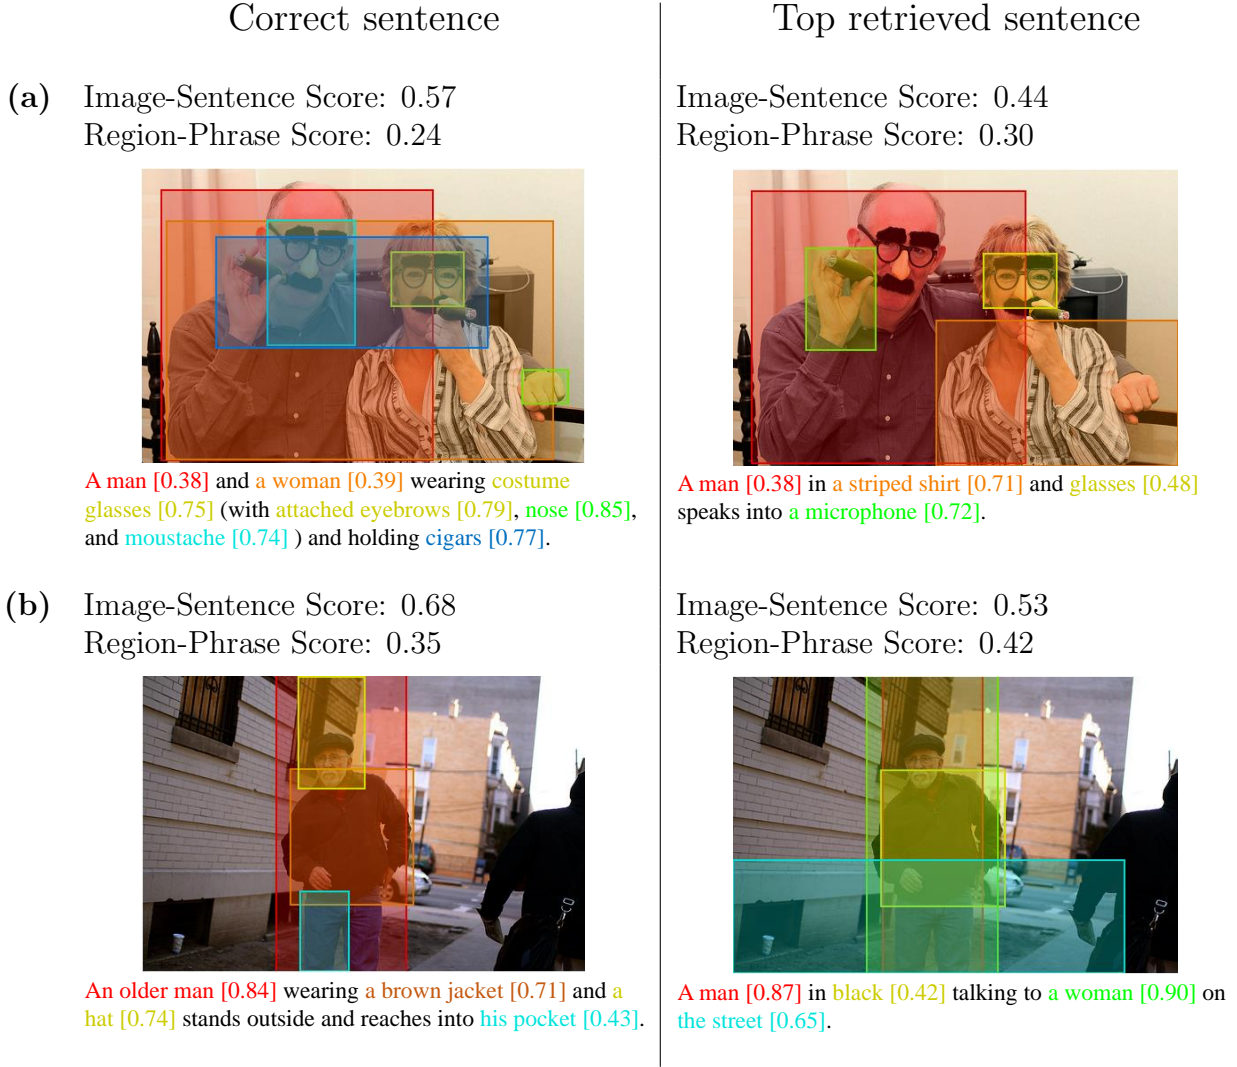 Correct sentence
Top retrieved sentence
(a)
Image-Sentence Score: 0.57
Region-Phrase Score: 0.24
A man [0.38] and a woman [0.39] wearing costume
glasses [0.75] (with attached eyebrows [0.79], nose [0.85],
and moustache [0.74] ) and holding cigars [0.77].
Image-Sentence Score: 0.44
Region-Phrase Score: 0.30
A man [0.38] in a striped shirt [0.71] and glasses [0.48]
speaks into a microphone [0.72].
(b)
Image-Sentence Score: 0.68
Region-Phrase Score: 0.35
An older man [0.84] wearing a brown jacket [0.71] and a
hat [0.74] stands outside and reaches into his pocket [0.43].
Image-Sentence Score: 0.53
Region-Phrase Score: 0.42
A man [0.87] in black [0.42] talking to a woman [0.90] on
the street [0.65].